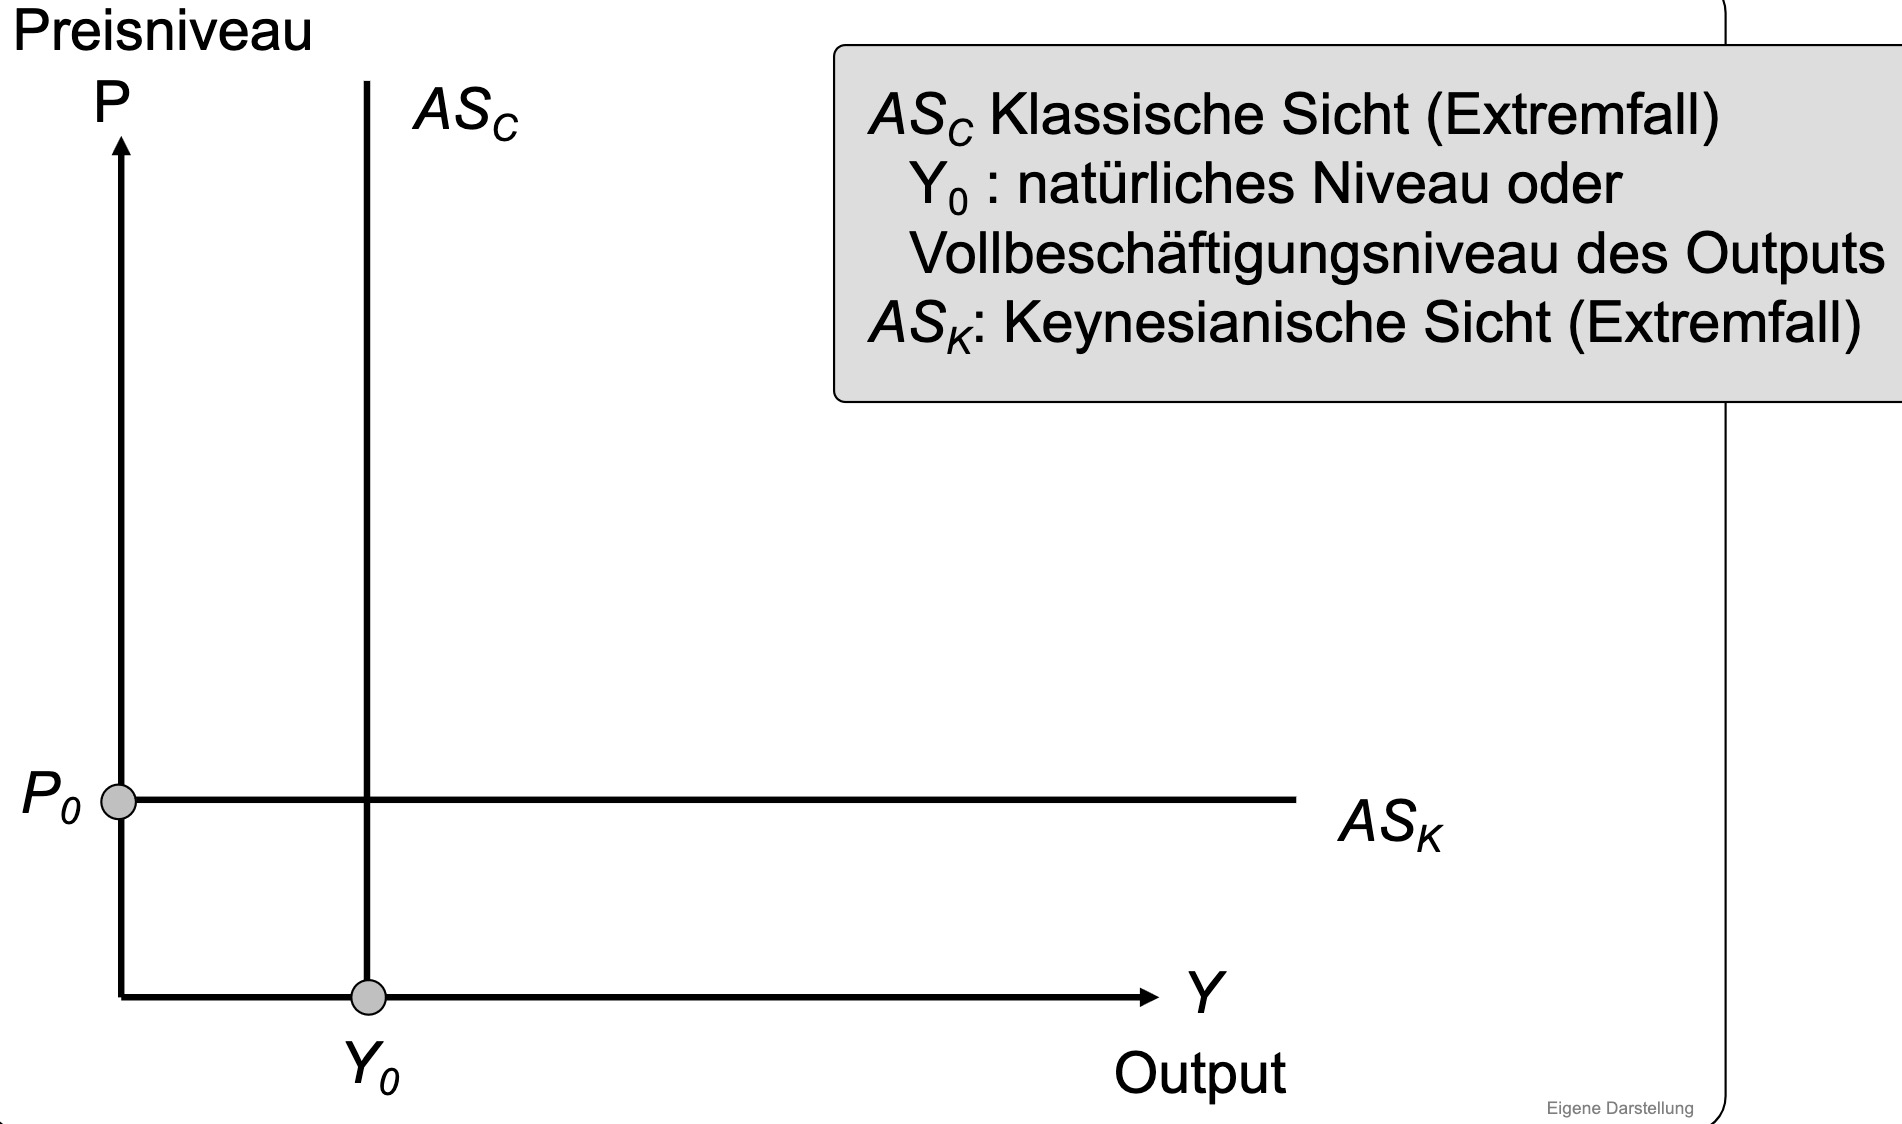 Preisniveau
P
AS_C
AS_C Klassische Sicht (Extremfall)
Y_0 : natürliches Niveau oder
Vollbeschäftigungsniveau des Outputs
AS_K: Keynesianische Sicht (Extremfall)
P_0
AS_K
Y
Y_0
Output
Eigene Darstellung